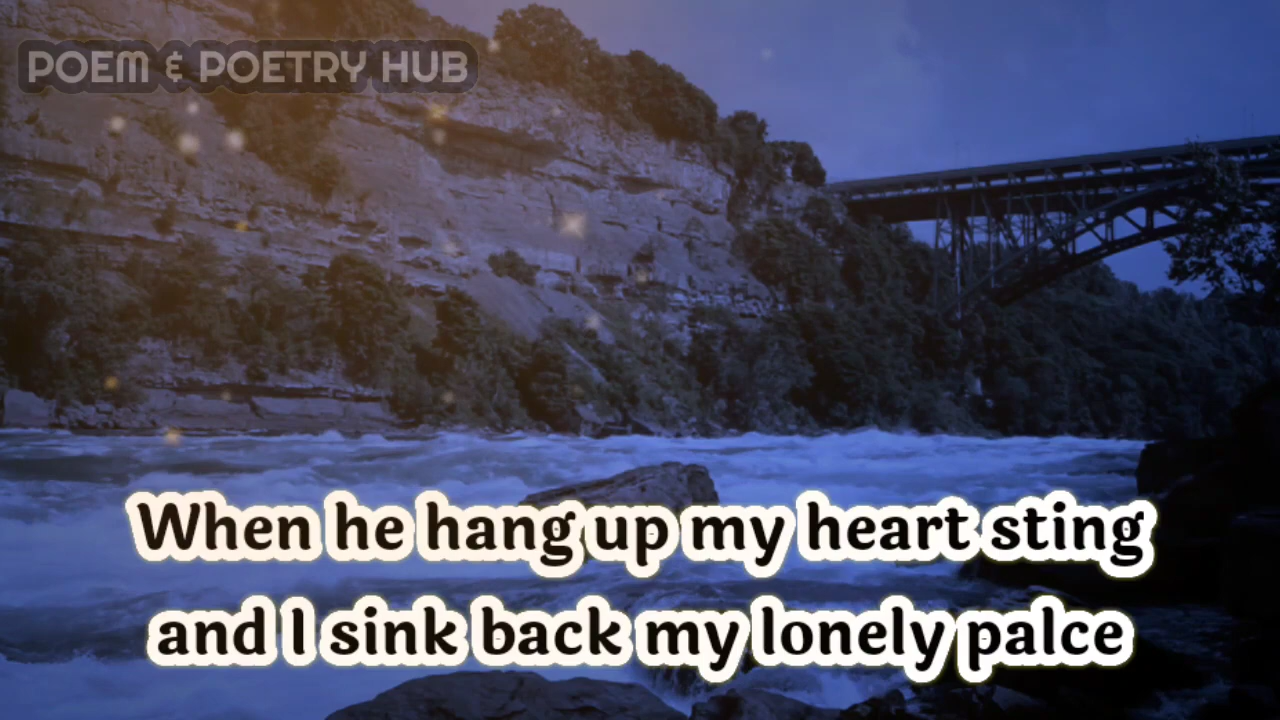 POEM & POETRY HUB
When he hang up my heart sting
and I sink back my lonely palce